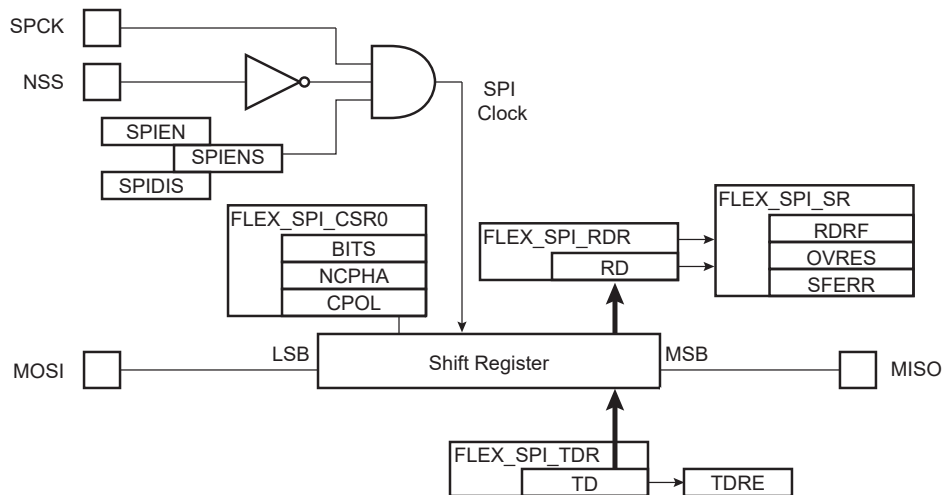 SPCK
NSS
SPI
Clock
SPIEN
SPIENS
SPIDIS
FLEX_SPI_CSR0
BITS
NCPHA
CPOL
FLEX_SPI_RDR
RD
FLEX_SPI_SR
RDRF
OVRES
SFERR
MOSI
LSB
Shift Register
MSB
MISO
FLEX_SPI_TDR
TD
TDRE